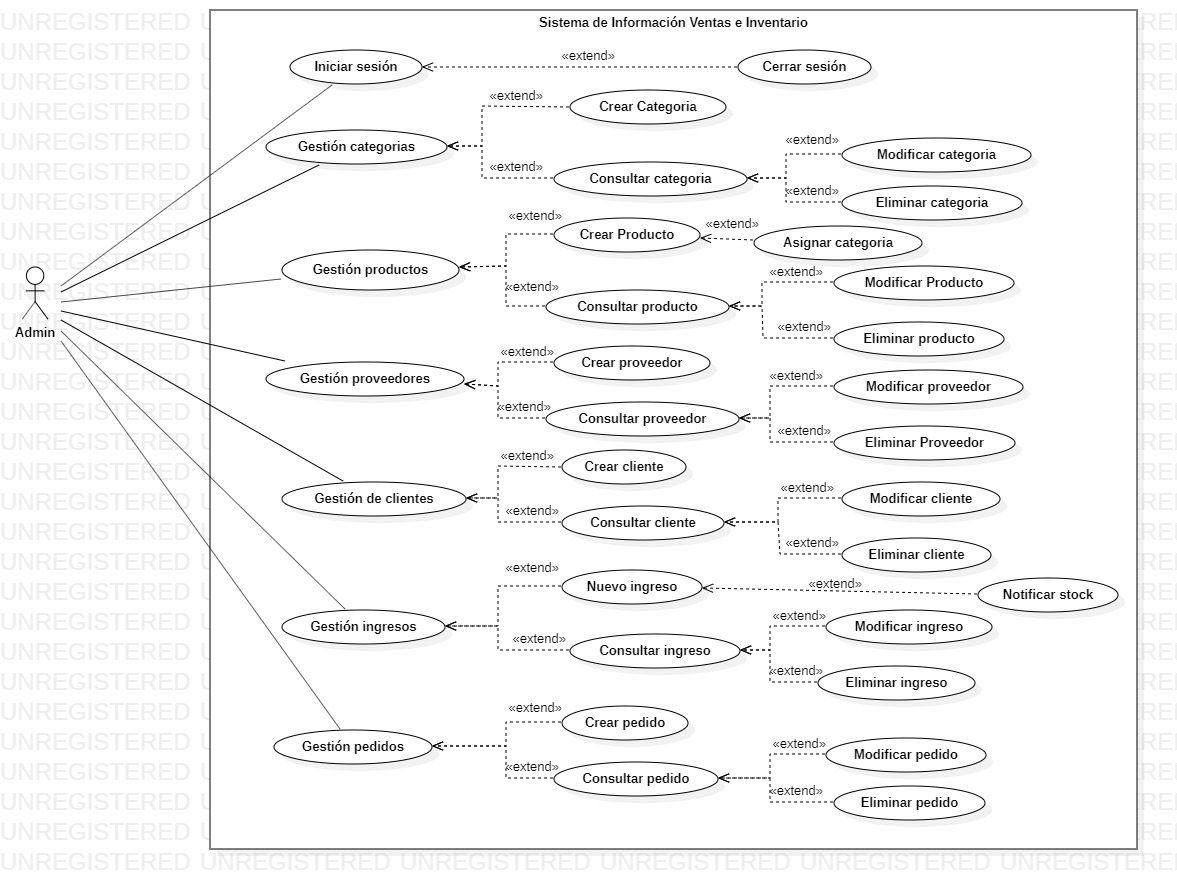 Sistema de Información Ventas e Inventario
Iniciar sesión
«extend»
Cerrar sesión
«extend»
Crear Categoria
Gestión categorias
«extend»
Consultar categoria
«extend»
Modificar categoria
«extend»
Eliminar categoria
«extend»
Crear Producto
«extend»
Asignar categoria
Gestión productos
«extend»
Consultar producto
«extend»
Modificar Producto
«extend»
Eliminar producto
Admin
«extend»
Crear proveedor
Gestión proveedores
«extend»
Consultar proveedor
«extend»
Modificar proveedor
«extend»
Eliminar Proveedor
«extend»
Crear cliente
Gestión de clientes
«extend»
Consultar cliente
«extend»
Modificar cliente
«extend»
Eliminar cliente
«extend»
Nuevo ingreso
«extend»
Notificar stock
Gestión ingresos
«extend»
Consultar ingreso
«extend»
Modificar ingreso
«extend»
Eliminar ingreso
«extend»
Crear pedido
Gestión pedidos
«extend»
Consultar pedido
«extend»
Modificar pedido
«extend»
Eliminar pedido
UNREGISTERED UNREGISTERED UNREGISTERED UNREGISTERED UNREGISTERED UNREGISTERED